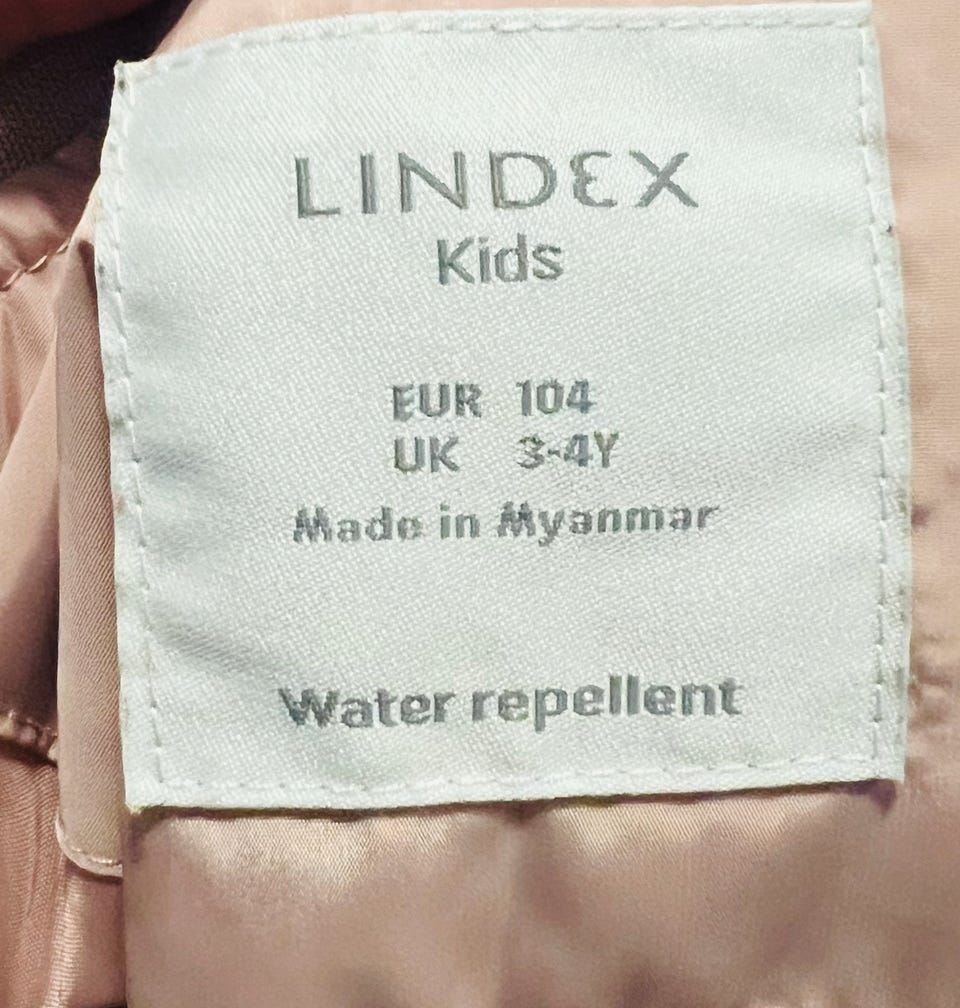 LINDEX
Kids
EUR 104
UK 3-4Y
Made in Myanmar
Water repellent